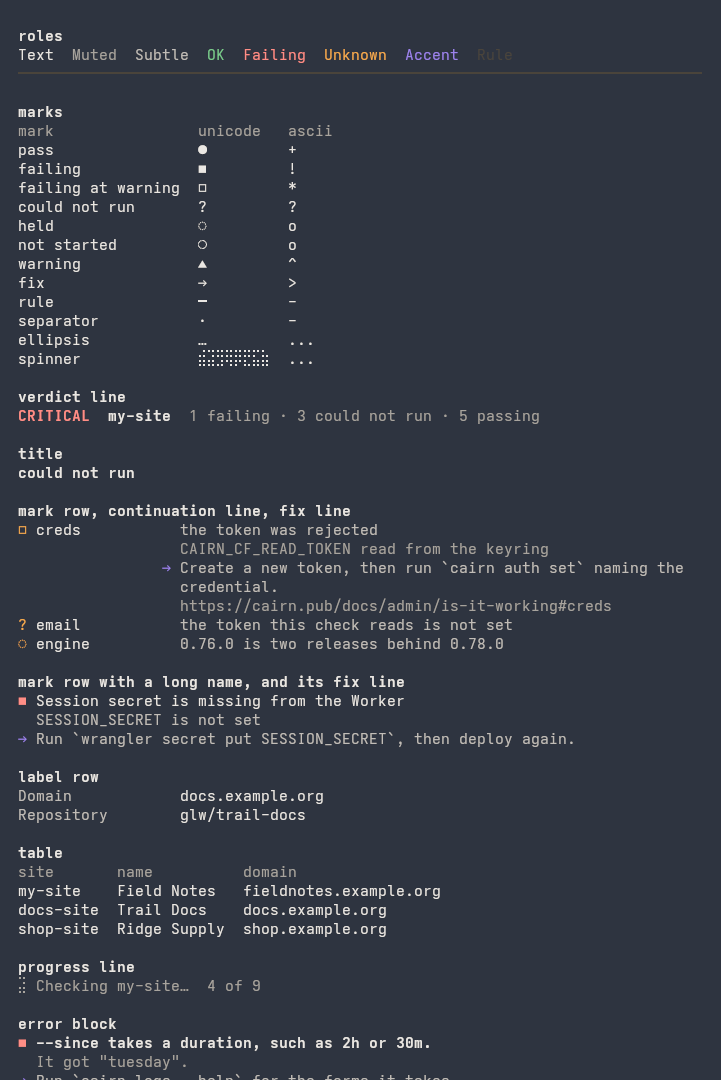 roles
Text  Muted  Subtle  OK  Failing  Unknown  Accent  Rule
marks
mark                unicode   ascii
pass                ●         +
failing             ■         !
failing at warning  □         *
could not run       ?         ?
held                ◌         o
not started         ○         o
warning             ▲         ^
fix                 →         >
rule                ─         -
separator           ·         -
ellipsis            …         ...
spinner                       ...
verdict line
CRITICAL  my-site  1 failing · 3 could not run · 5 passing
title
could not run
mark row, continuation line, fix line
□ creds           the token was rejected
                  CAIRN_CF_READ_TOKEN read from the keyring
                → Create a new token, then run `cairn auth set` naming the
                  credential.
                  https://cairn.pub/docs/admin/is-it-working#creds
? email           the token this check reads is not set
◌ engine          0.76.0 is two releases behind 0.78.0
mark row with a long name, and its fix line
■ Session secret is missing from the Worker
  SESSION_SECRET is not set
→ Run `wrangler secret put SESSION_SECRET`, then deploy again.
label row
Domain            docs.example.org
Repository        glw/trail-docs
table
site       name          domain
my-site    Field Notes   fieldnotes.example.org
docs-site  Trail Docs    docs.example.org
shop-site  Ridge Supply  shop.example.org
progress line
Checking my-site…  4 of 9
error block
■ --since takes a duration, such as 2h or 30m.
  It got "tuesday".
→ Run `cairn logs --help` for the forms it takes.